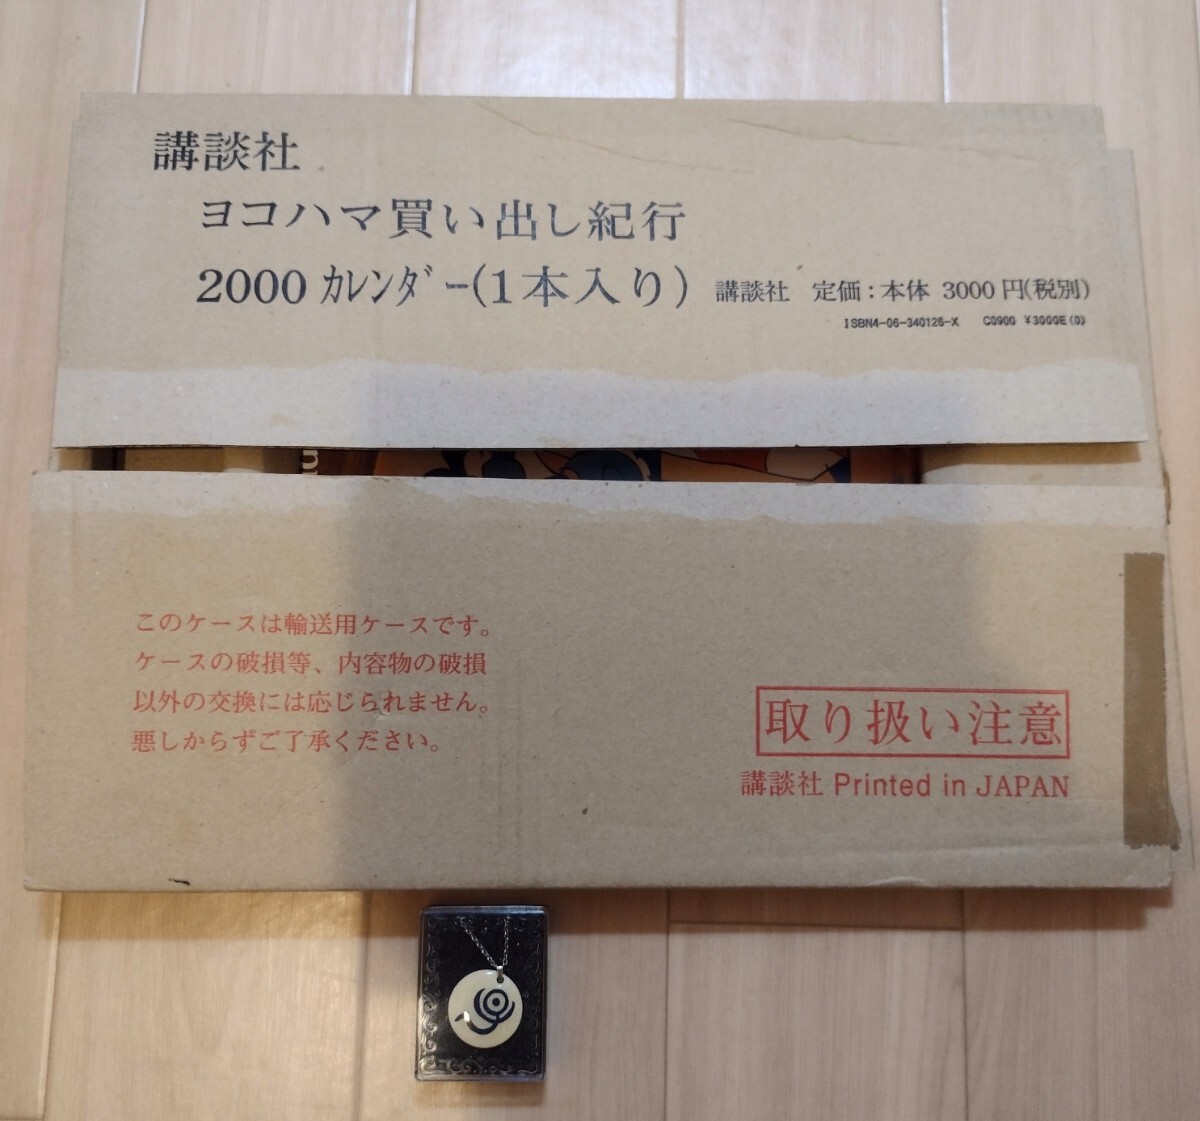 講談社
ヨコハマ買い出し紀行
2000 ｶﾚﾝﾀﾞｰ(1本入り) 講談社 定価：本体 3000円(税別)
ISBN4-06-340126-X C0900 ¥3000E(0)
このケースは輸送用ケースです。
ケースの破損等、内容物の破損
以外の交換には応じられません。
悪しからずご了承ください。
取り扱い注意
講談社 Printed in JAPAN